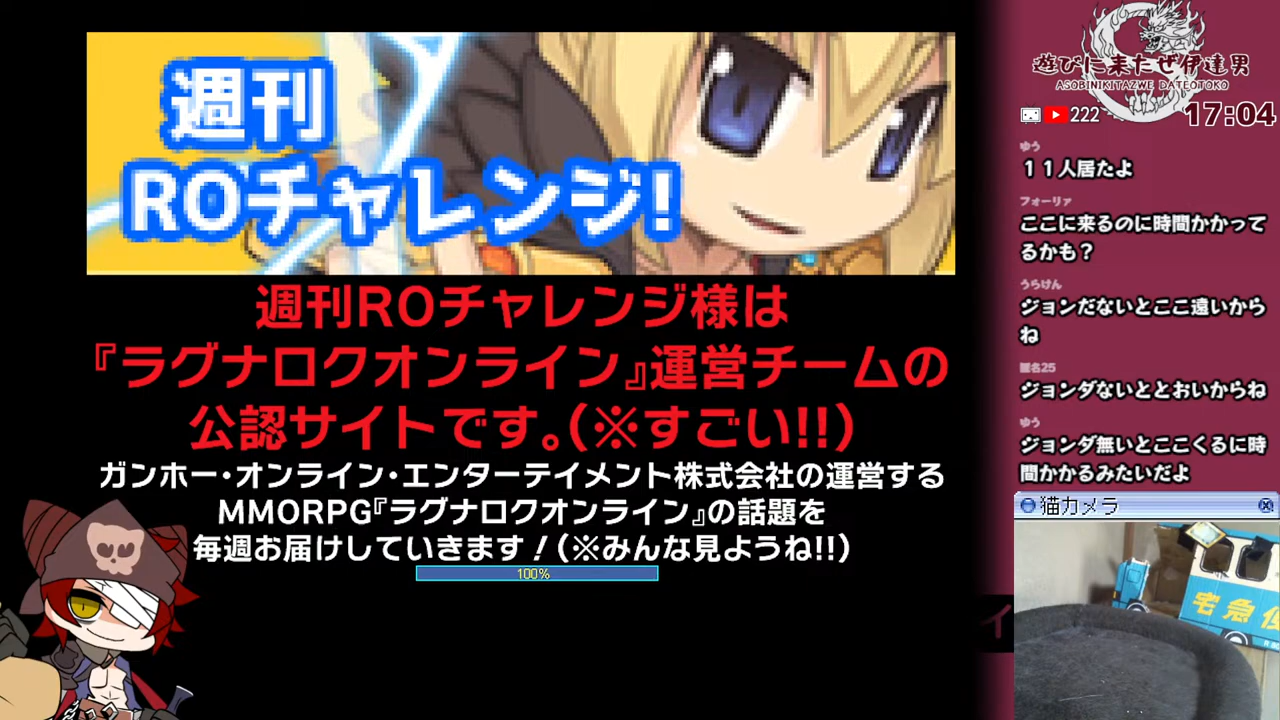 週刊
ROチャレンジ!
週刊ROチャレンジ様は
『ラグナロクオンライン』運営チームの
公認サイトです。(※すごい!!)
ガンホー・オンライン・エンターテイメント株式会社の運営する
MMORPG『ラグナロクオンライン』の話題を
毎週お届けしていきます!(※みんな見ようね!!)
100%
イ
遊びに来たぜ伊達男
ASOBINIKITAZWE DATEOTOKO
222
17:04
ゆう
11人居たよ
フォーリァ
ここに来るのに時間かかって
るかも?
うらけん
ジョンだないとここ遠いから
ね
匿名25
ジョンダないととおいからね
ゆう
ジョンダ無いとここくるに時
間かかるみたいだよ
猫カメラ
宅急便